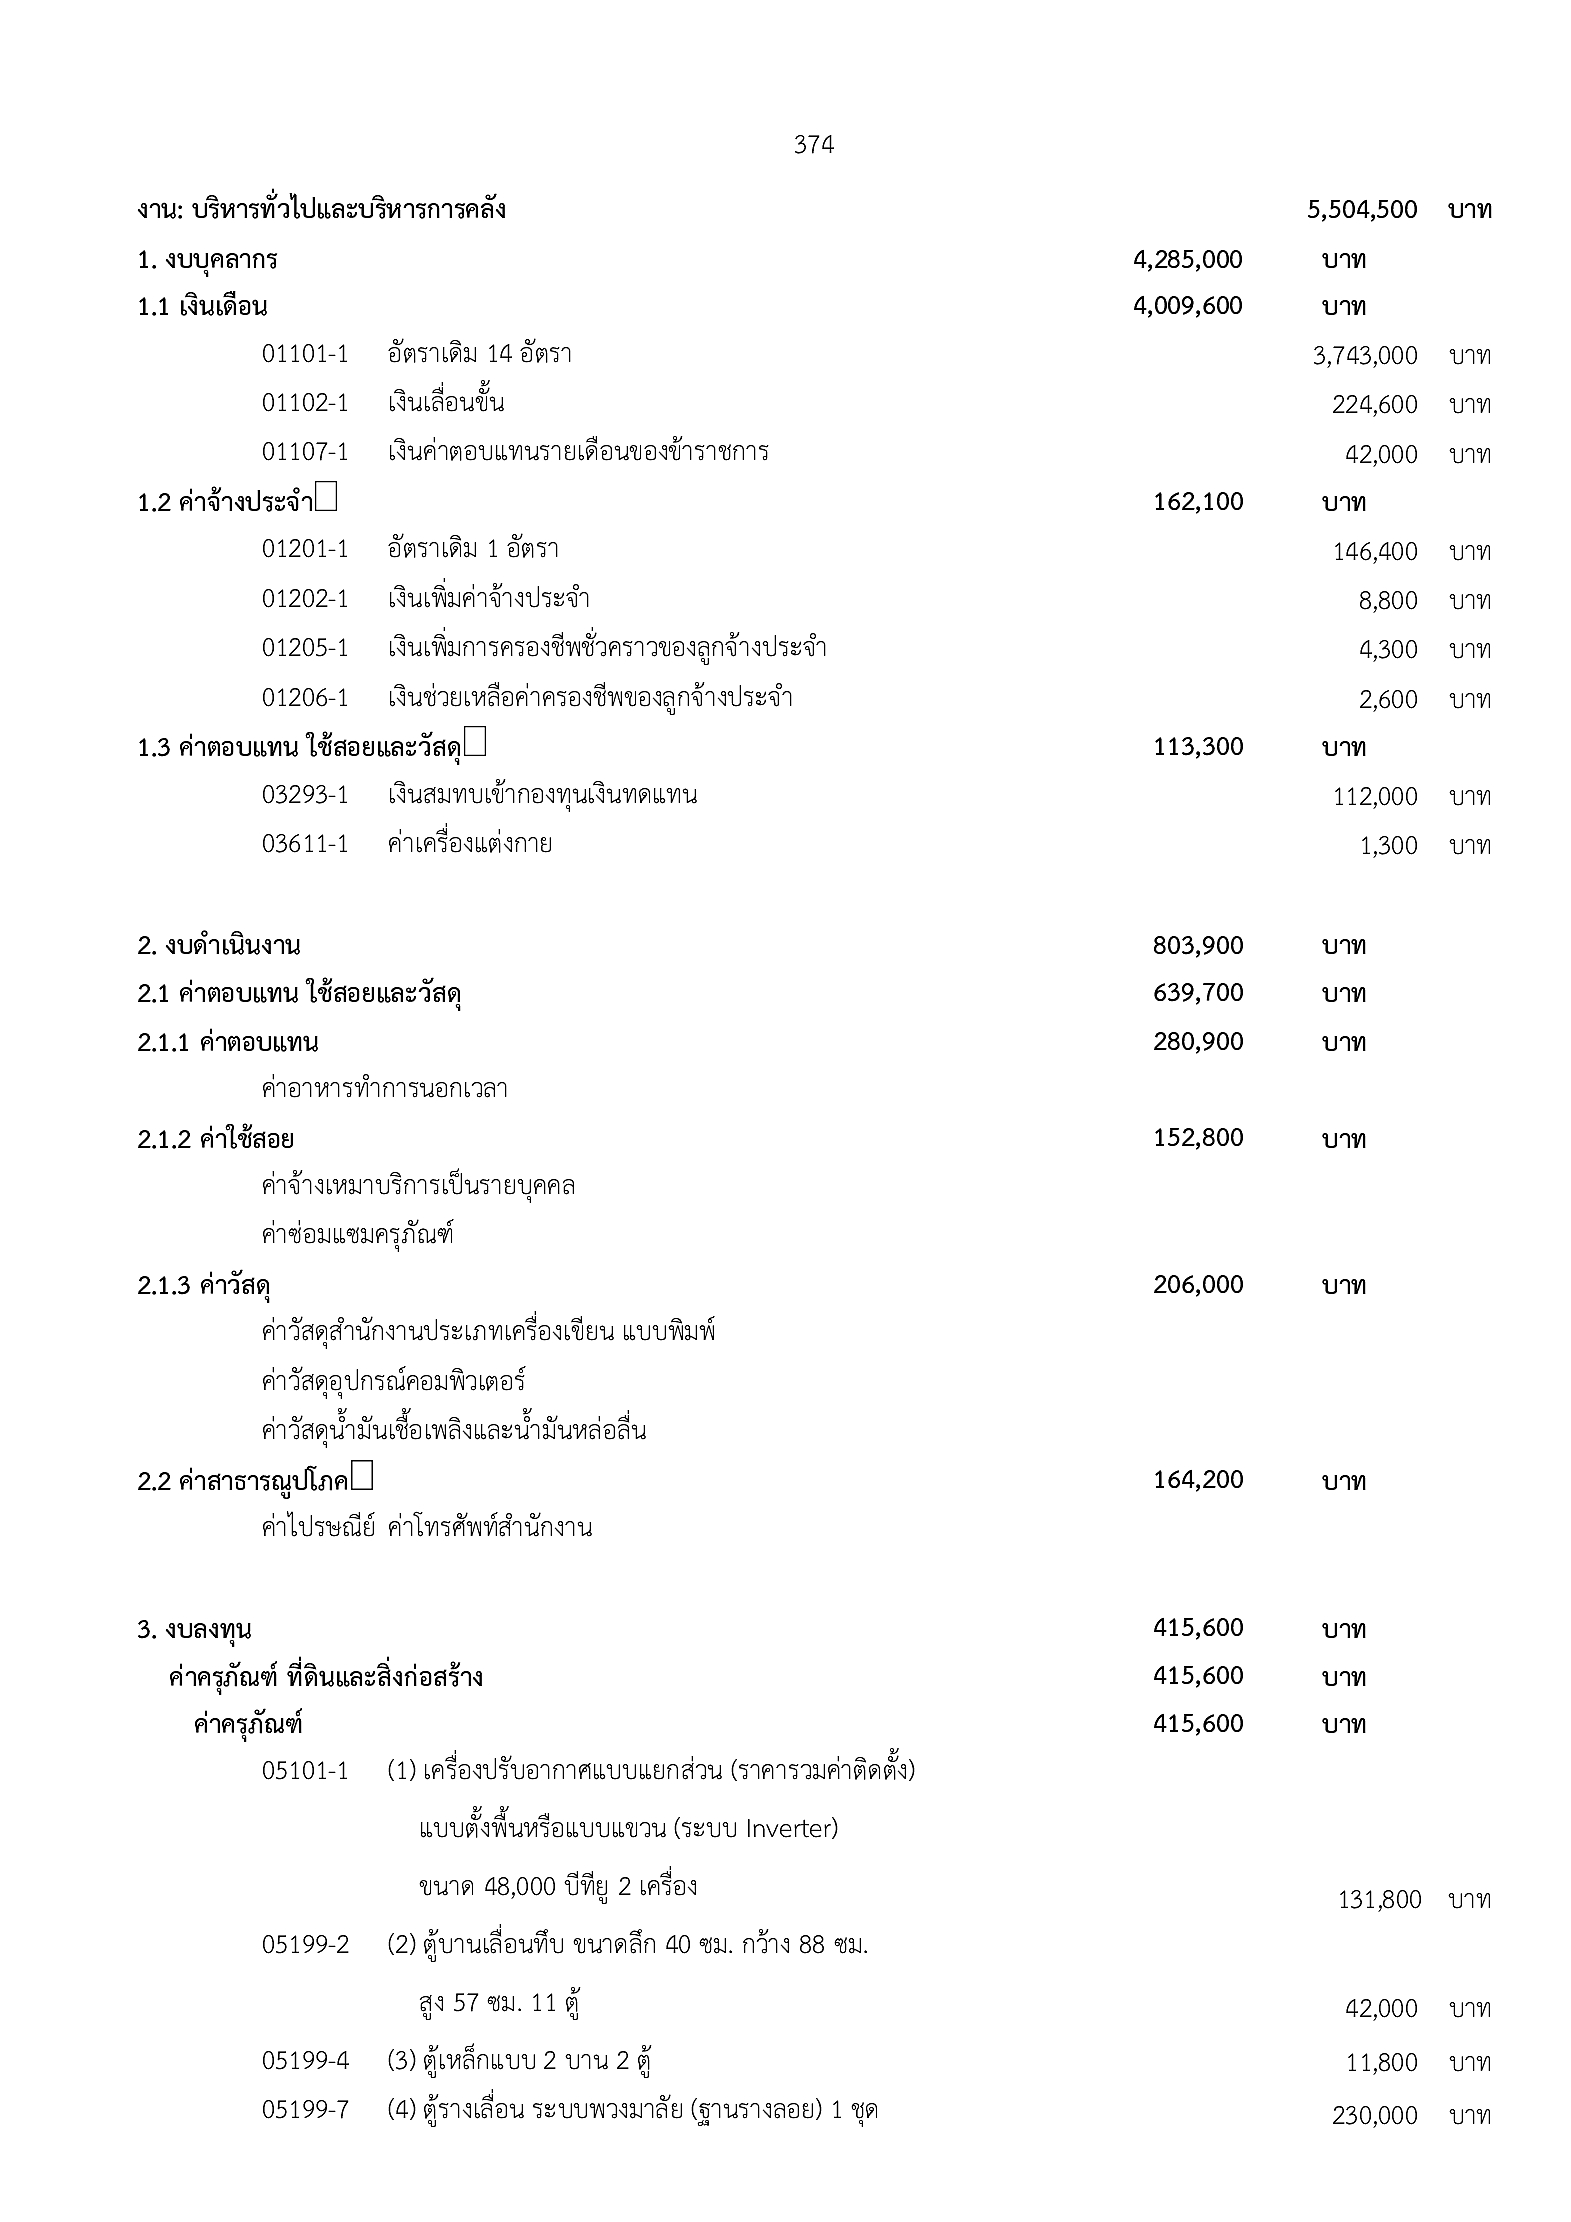 374
งาน: บริหารทั่วไปและบริหารการคลัง 5,504,500 บาท
1. งบบุคลากร 4,285,000 บาท
1.1 เงินเดือน 4,009,600 บาท
01101-1 อัตราเดิม 14 อัตรา 3,743,000 บาท
01102-1 เงินเลื่อนขั้น 224,600 บาท
01107-1 เงินค่าตอบแทนรายเดือนของข้าราชการ 42,000 บาท
1.2 ค่าจ้างประจำ 162,100 บาท
01201-1 อัตราเดิม 1 อัตรา 146,400 บาท
01202-1 เงินเพิ่มค่าจ้างประจำ 8,800 บาท
01205-1 เงินเพิ่มการครองชีพชั่วคราวของลูกจ้างประจำ 4,300 บาท
01206-1 เงินช่วยเหลือค่าครองชีพของลูกจ้างประจำ 2,600 บาท
1.3 ค่าตอบแทน ใช้สอยและวัสดุ 113,300 บาท
03293-1 เงินสมทบเข้ากองทุนเงินทดแทน 112,000 บาท
03611-1 ค่าเครื่องแต่งกาย 1,300 บาท
2. งบดำเนินงาน 803,900 บาท
2.1 ค่าตอบแทน ใช้สอยและวัสดุ 639,700 บาท
2.1.1 ค่าตอบแทน 280,900 บาท
ค่าอาหารทำการนอกเวลา
2.1.2 ค่าใช้สอย 152,800 บาท
ค่าจ้างเหมาบริการเป็นรายบุคคล
ค่าซ่อมแซมครุภัณฑ์
2.1.3 ค่าวัสดุ 206,000 บาท
ค่าวัสดุสำนักงานประเภทเครื่องเขียน แบบพิมพ์
ค่าวัสดุอุปกรณ์คอมพิวเตอร์
ค่าวัสดุน้ำมันเชื้อเพลิงและน้ำมันหล่อลื่น
2.2 ค่าสาธารณูปโภค 164,200 บาท
ค่าไปรษณีย์ ค่าโทรศัพท์สำนักงาน
3. งบลงทุน 415,600 บาท
ค่าครุภัณฑ์ ที่ดินและสิ่งก่อสร้าง 415,600 บาท
ค่าครุภัณฑ์ 415,600 บาท
05101-1 (1) เครื่องปรับอากาศแบบแยกส่วน (ราคารวมค่าติดตั้ง)
แบบตั้งพื้นหรือแบบแขวน (ระบบ Inverter)
ขนาด 48,000 บีทียู 2 เครื่อง 131,800 บาท
05199-2 (2) ตู้บานเลื่อนทึบ ขนาดลึก 40 ซม. กว้าง 88 ซม.
สูง 57 ซม. 11 ตู้ 42,000 บาท
05199-4 (3) ตู้เหล็กแบบ 2 บาน 2 ตู้ 11,800 บาท
05199-7 (4) ตู้รางเลื่อน ระบบพวงมาลัย (ฐานรางลอย) 1 ชุด 230,000 บาท